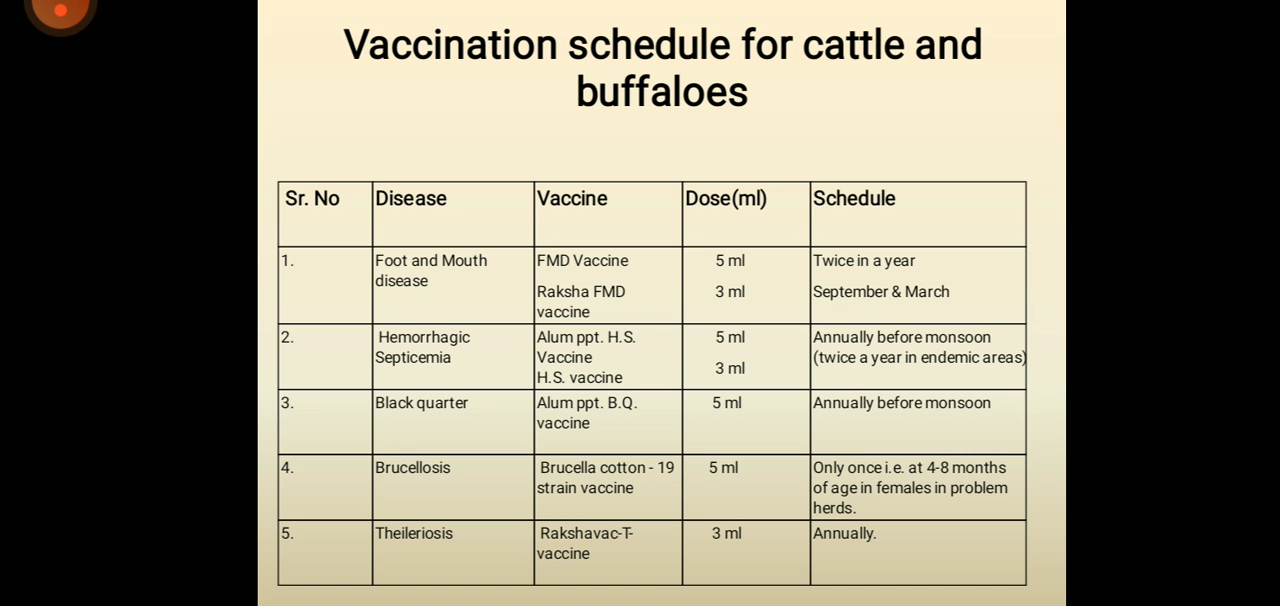 Vaccination schedule for cattle and
buffaloes
Sr. No Disease Vaccine Dose(ml) Schedule
1. Foot and Mouth FMD Vaccine 5 ml Twice in a year
disease
Raksha FMD 3 ml September & March
vaccine
2. Hemorrhagic Alum ppt. H.S. 5 ml Annually before monsoon
Septicemia Vaccine (twice a year in endemic areas)
H.S. vaccine 3 ml
3. Black quarter Alum ppt. B.Q. 5 ml Annually before monsoon
vaccine
4. Brucellosis Brucella cotton - 19 5 ml Only once i.e. at 4-8 months
strain vaccine of age in females in problem
herds.
5. Theileriosis Rakshavac-T- 3 ml Annually.
vaccine